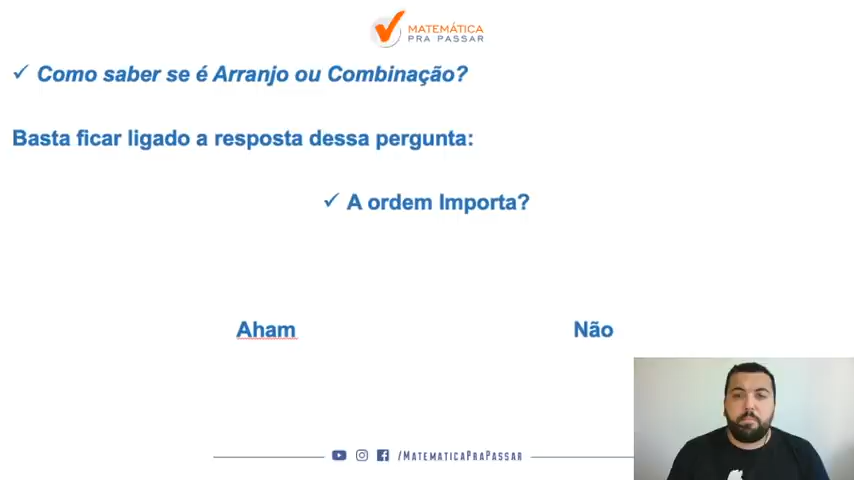 MATEMÁTICA
PRA PASSAR
Como saber se é Arranjo ou Combinação?
Basta ficar ligado a resposta dessa pergunta:
A ordem Importa?
Aham
Não
/MatematicaPraPassar